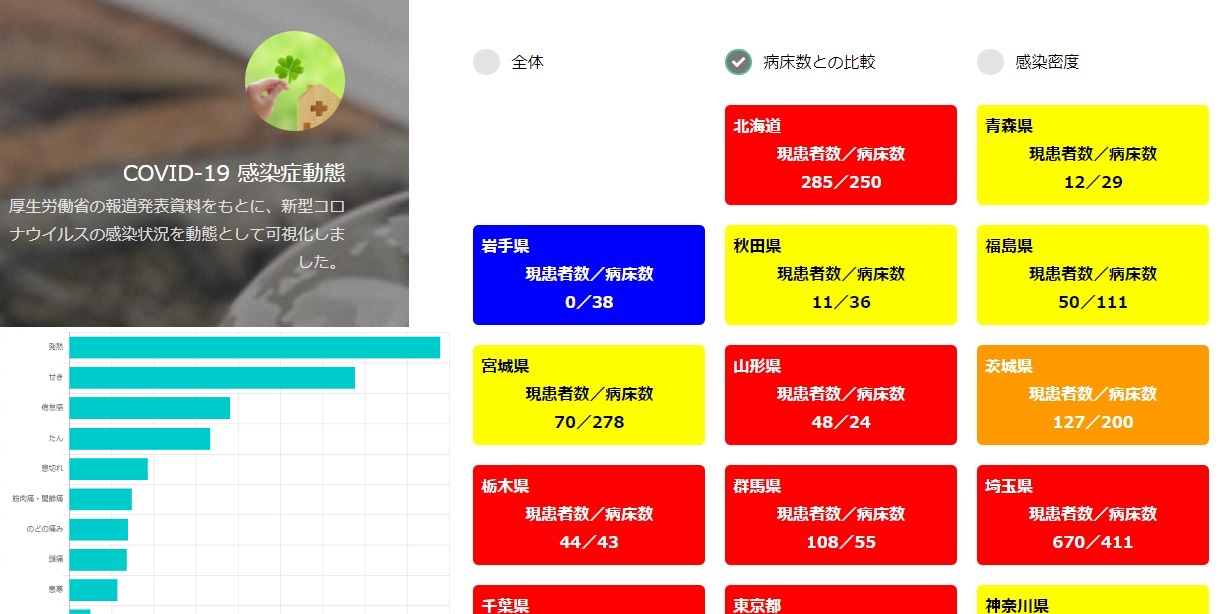 COVID-19 感染症動態
厚生労働省の報道発表資料をもとに、新型コロ
ナウイルスの感染状況を動態として可視化しま
した。
発熱
せき
倦怠感
たん
息切れ
筋肉痛・関節痛
のどの痛み
頭痛
悪寒
全体
病床数との比較
感染密度
北海道
現患者数／病床数
285／250
青森県
現患者数／病床数
12／29
岩手県
現患者数／病床数
0／38
秋田県
現患者数／病床数
11／36
福島県
現患者数／病床数
50／111
宮城県
現患者数／病床数
70／278
山形県
現患者数／病床数
48／24
茨城県
現患者数／病床数
127／200
栃木県
現患者数／病床数
44／43
群馬県
現患者数／病床数
108／55
埼玉県
現患者数／病床数
670／411
千葉県
東京都
神奈川県